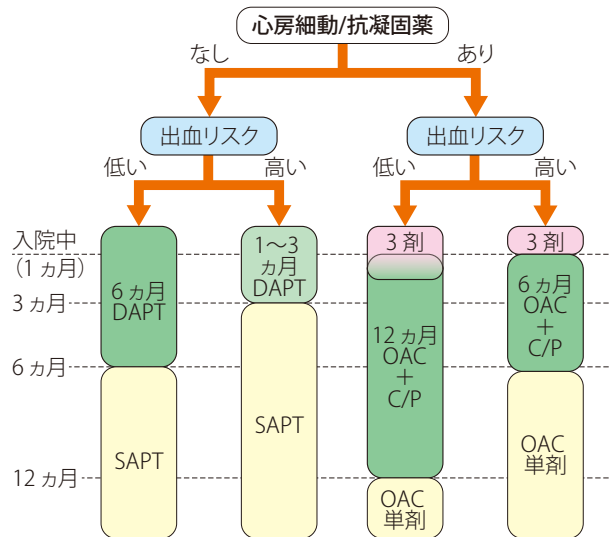 心房細動/抗凝固薬
なし
あり
出血リスク
出血リスク
低い
高い
低い
高い
入院中
(1ヵ月)
3ヵ月
6ヵ月
12ヵ月
6ヵ月
DAPT
SAPT
1〜3
ヵ月
DAPT
SAPT
3剤
12ヵ月
OAC
+
C/P
OAC
単剤
3剤
6ヵ月
OAC
+
C/P
OAC
単剤